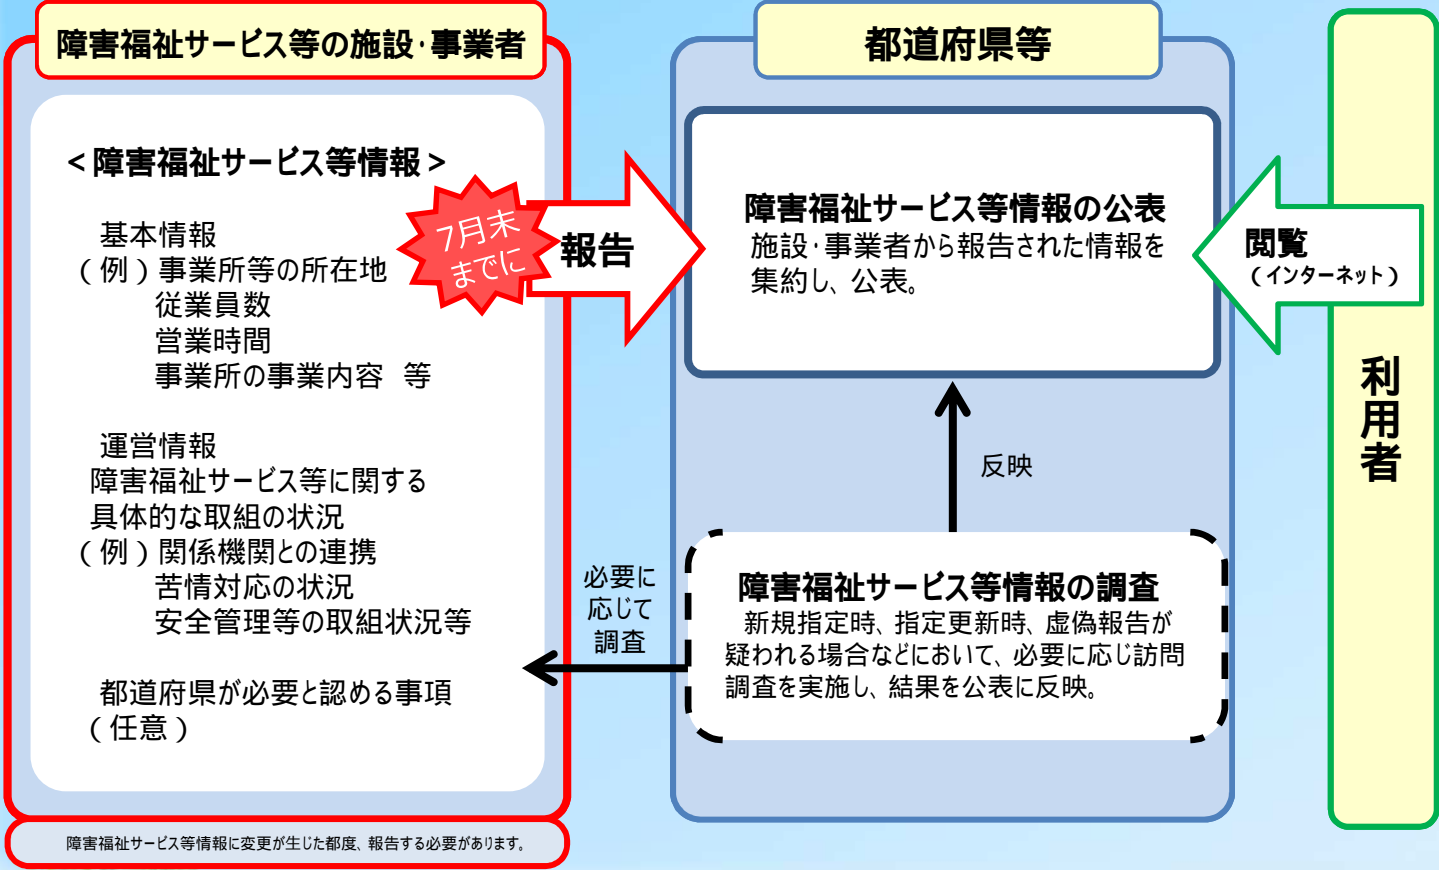 障害福祉サービス等の施設・事業者
＜障害福祉サービス等情報＞
基本情報
（例）事業所等の所在地
従業員数
営業時間
事業所の事業内容　等
運営情報
障害福祉サービス等に関する
具体的な取組の状況
（例）関係機関との連携
苦情対応の状況
安全管理等の取組状況等
都道府県が必要と認める事項
（任意）
障害福祉サービス等情報に変更が生じた都度、報告する必要があります。
7月末
までに
報告
必要に
応じて
調査
都道府県等
障害福祉サービス等情報の公表
施設・事業者から報告された情報を
集約し、公表。
反映
障害福祉サービス等情報の調査
新規指定時、指定更新時、虚偽報告が
疑われる場合などにおいて、必要に応じ訪問
調査を実施し、結果を公表に反映。
閲覧
（インターネット）
利用者